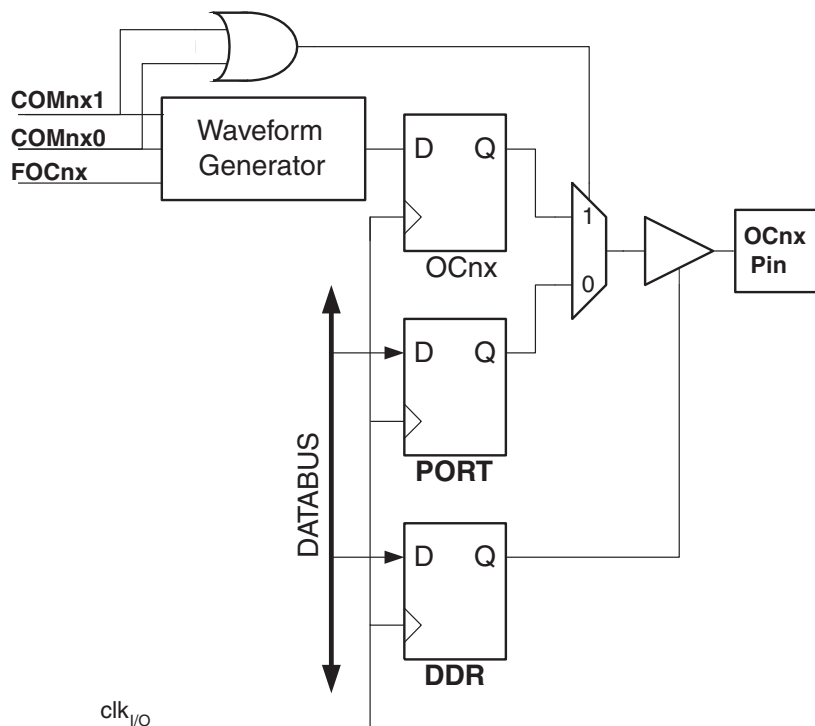 COMnx1
COMnx0
FOCnx
Waveform
Generator
D Q
OCnx
1
0
OCnx
Pin
D Q
PORT
DATABUS
D Q
DDR
clkI/O